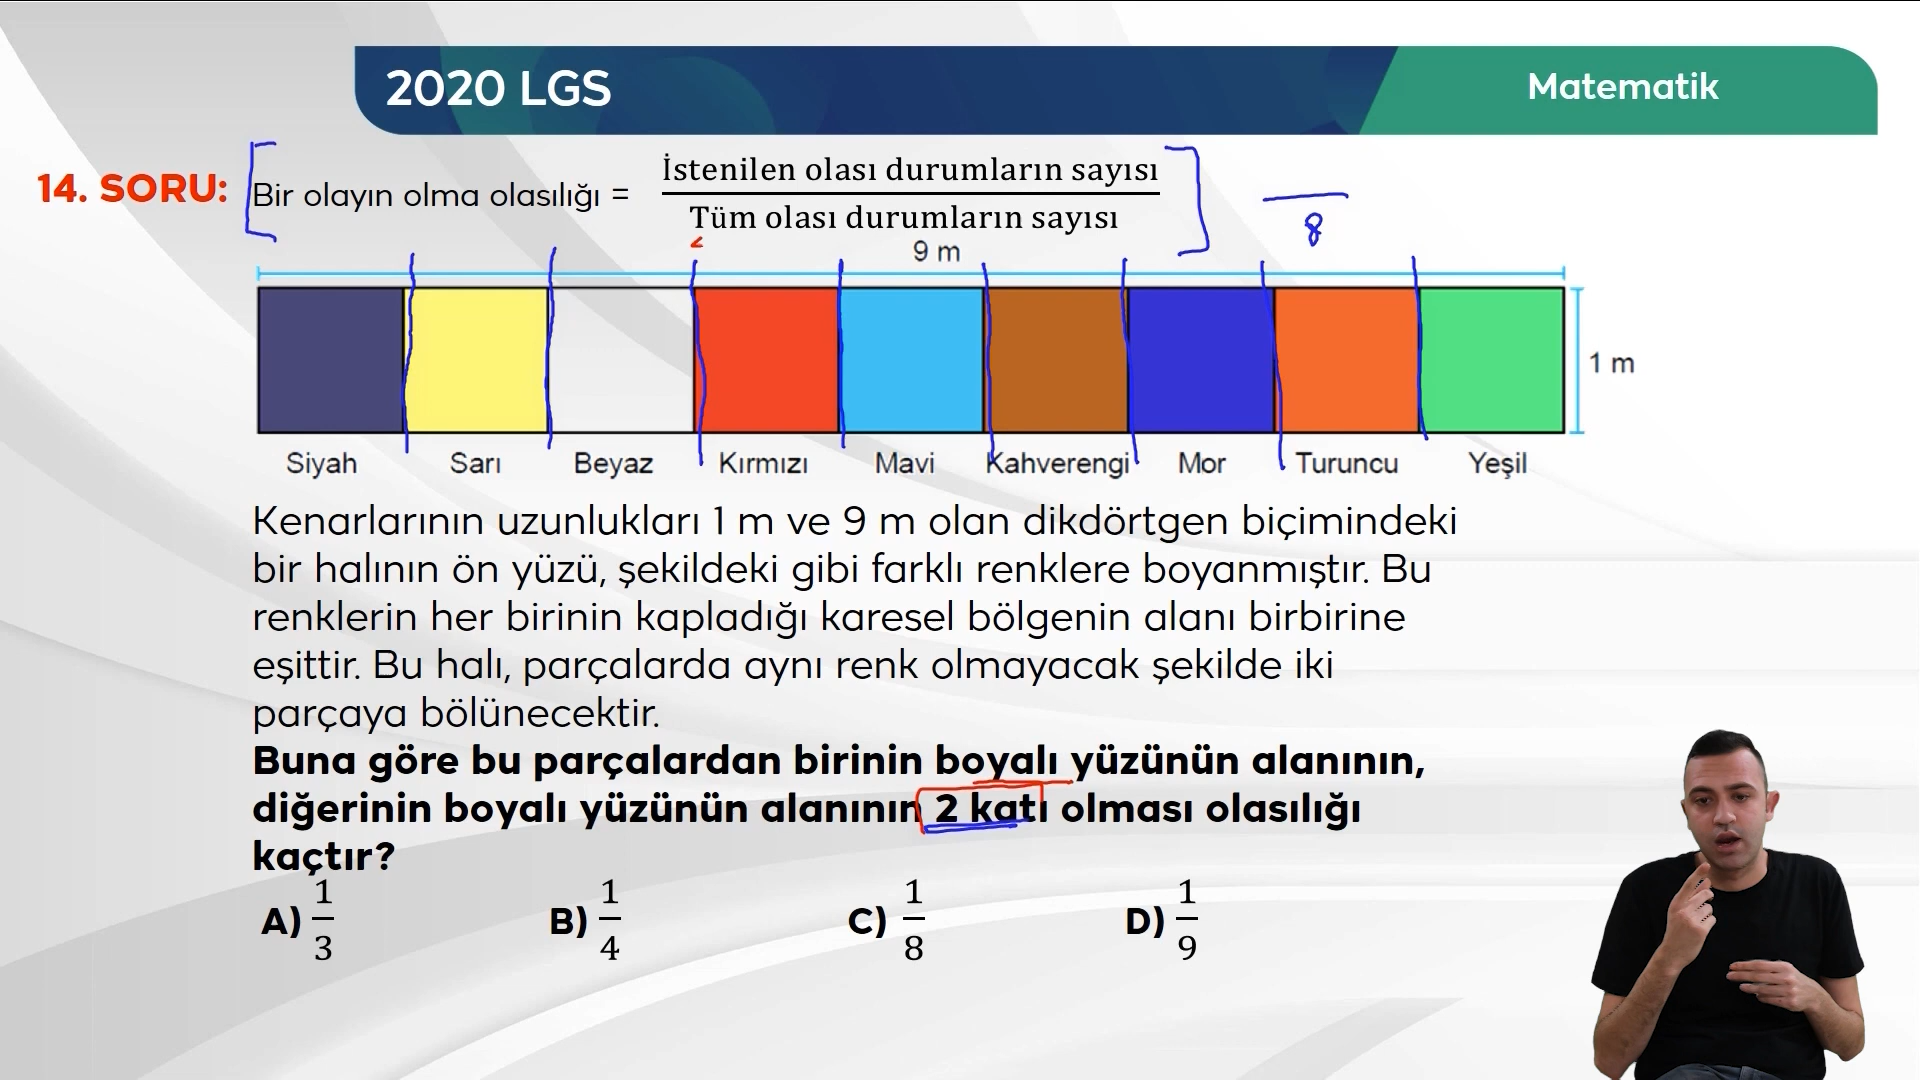 2020 LGS
Matematik
14. SORU:
Bir olayın olma olasılığı = İstenilen olası durumların sayısı
Tüm olası durumların sayısı
8
9 m
1 m
Siyah Sarı Beyaz Kırmızı Mavi Kahverengi Mor Turuncu Yeşil
Kenarlarının uzunlukları 1 m ve 9 m olan dikdörtgen biçimindeki
bir halının ön yüzü, şekildeki gibi farklı renklere boyanmıştır. Bu
renklerin her birinin kapladığı karesel bölgenin alanı birbirine
eşittir. Bu halı, parçalarda aynı renk olmayacak şekilde iki
parçaya bölünecektir.
Buna göre bu parçalardan birinin boyalı yüzünün alanının,
diğerinin boyalı yüzünün alanının 2 katı olması olasılığı
kaçtır?
A) 1/3 B) 1/4 C) 1/8 D) 1/9